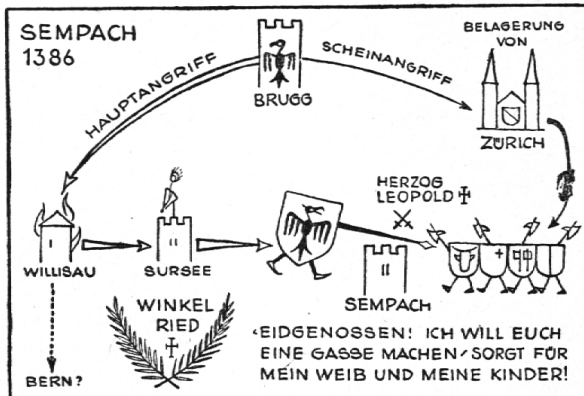 SEMPACH
1386
HAUPTANGRIFF
BRUGG
SCHEINANGRIFF
BELAGERUNG
VON
ZÜRICH
HERZOG
LEOPOLD
WILLISAU
SURSEE
SEMPACH
BERN?
WINKEL
RIED
‹EIDGENOSSEN! ICH WILL EUCH
EINE GASSE MACHEN, SORGT FÜR
MEIN WEIB UND MEINE KINDER!